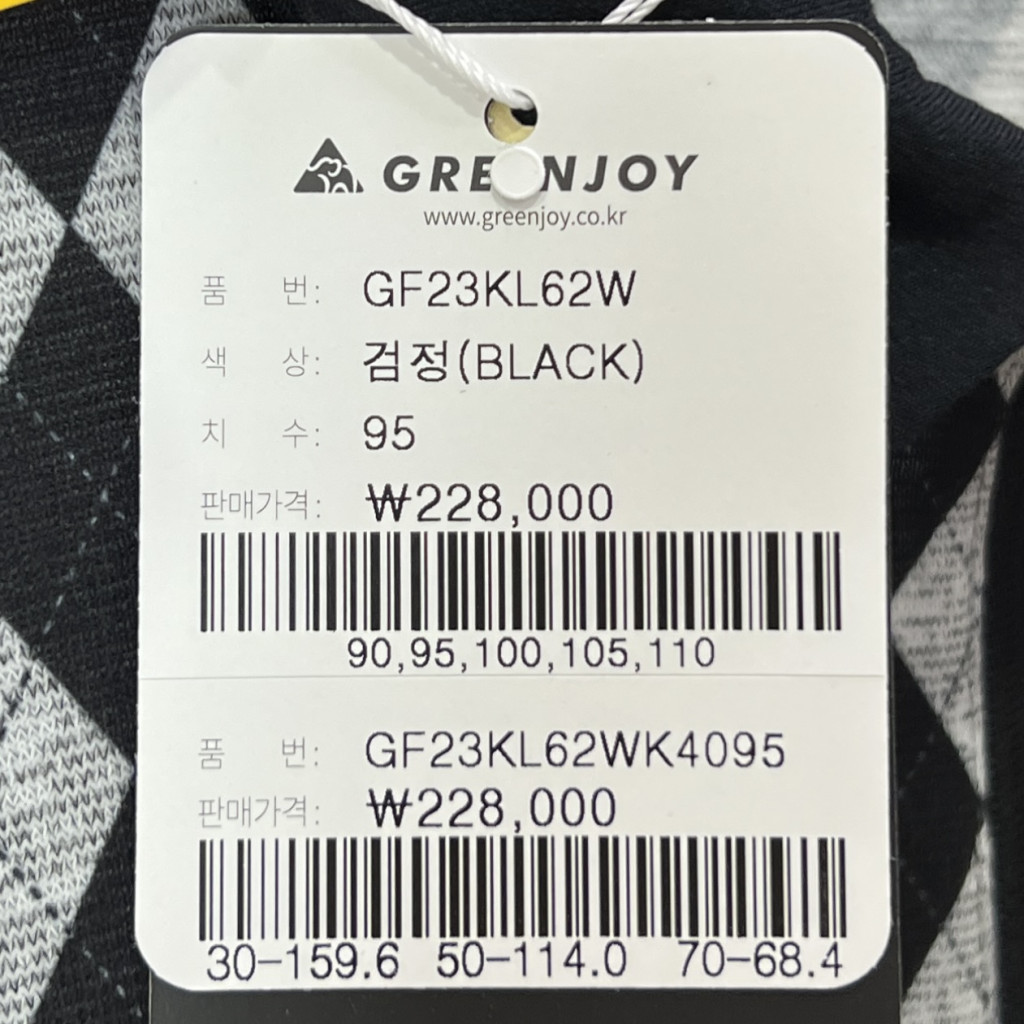 GREENJOY
www.greenjoy.co.kr
품 번: GF23KL62W
색 상: 검정(BLACK)
치 수: 95
판매가격: ₩228,000
90,95,100,105,110
품 번: GF23KL62WK4095
판매가격: ₩228,000
30-159.6 50-114.0 70-68.4